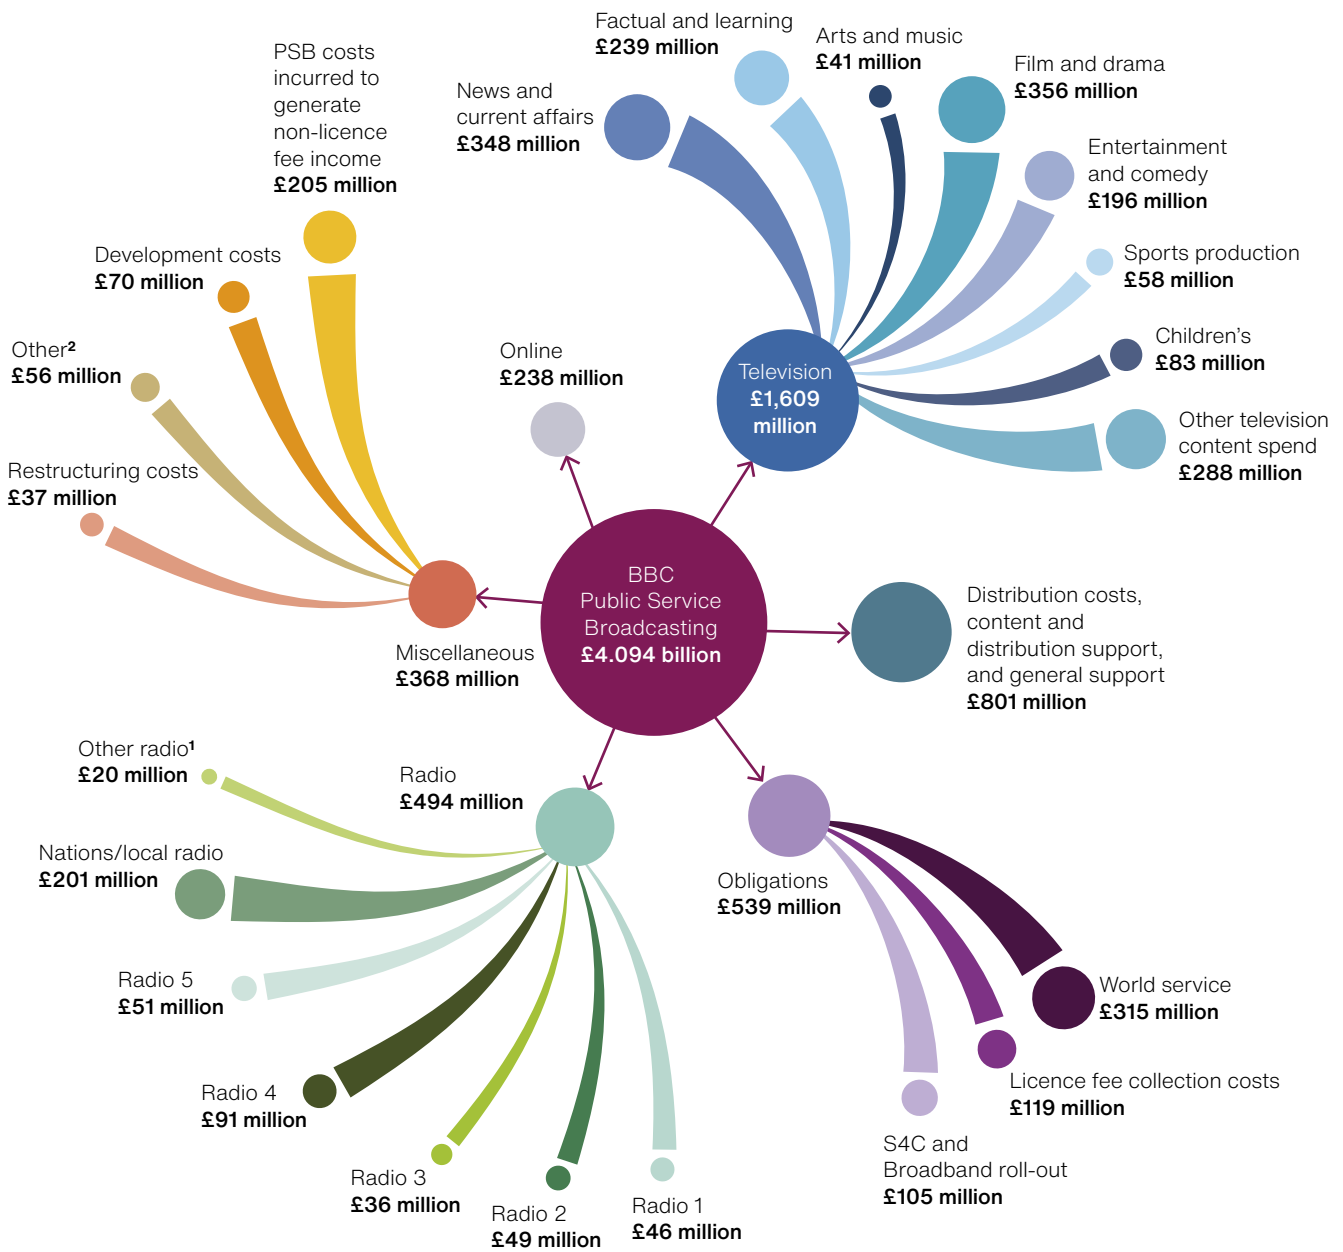 Factual and learning
£239 million
Arts and music
£41 million
Film and drama
£356 million
PSB costs
incurred to
generate
non-licence
fee income
£205 million
News and
current affairs
£348 million
Entertainment
and comedy
£196 million
Development costs
£70 million
Sports production
£58 million
Other²
£56 million
Online
£238 million
Children’s
£83 million
Television
£1,609
million
Other television
content spend
£288 million
Restructuring costs
£37 million
BBC
Public Service
Broadcasting
£4.094 billion
Distribution costs,
content and
distribution support,
and general support
£801 million
Miscellaneous
£368 million
Other radio¹
£20 million
Radio
£494 million
Nations/local radio
£201 million
Obligations
£539 million
Radio 5
£51 million
World service
£315 million
Radio 4
£91 million
Licence fee collection costs
£119 million
S4C and
Broadband roll-out
£105 million
Radio 3
£36 million
Radio 2
£49 million
Radio 1
£46 million